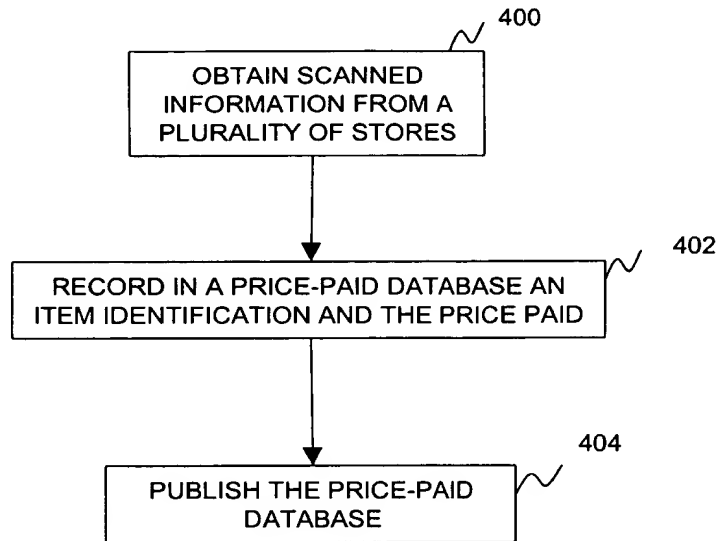 400
OBTAIN SCANNED
INFORMATION FROM A
PLURALITY OF STORES
402
RECORD IN A PRICE-PAID DATABASE AN
ITEM IDENTIFICATION AND THE PRICE PAID
404
PUBLISH THE PRICE-PAID
DATABASE